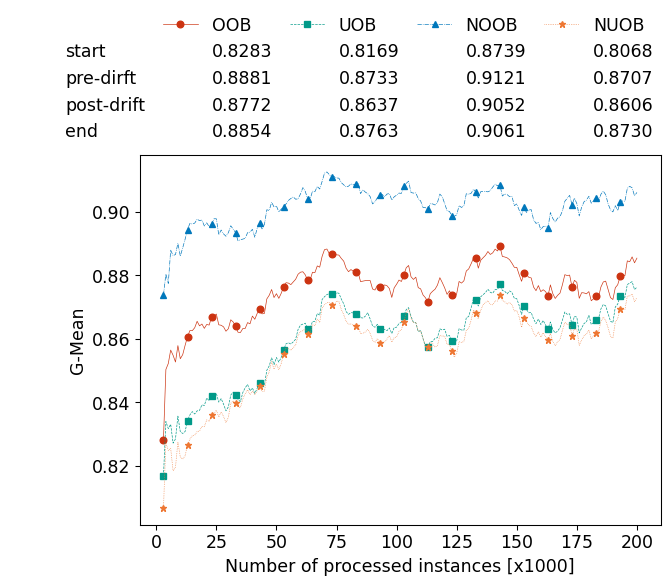 OOB UOB NOOB NUOB
start 0.8283 0.8169 0.8739 0.8068
pre-dirft 0.8881 0.8733 0.9121 0.8707
post-drift 0.8772 0.8637 0.9052 0.8606
end 0.8854 0.8763 0.9061 0.8730
G-Mean
0.90
0.88
0.86
0.84
0.82
0 25 50 75 100 125 150 175 200
Number of processed instances [x1000]